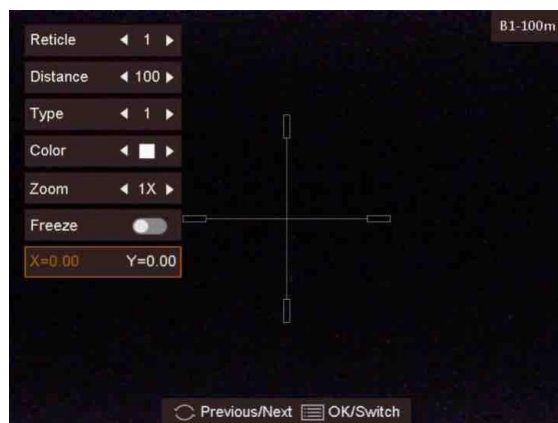 B1-100m
Reticle 1
Distance 100
Type 1
Color
Zoom 1X
Freeze
X=0.00 Y=0.00
Previous/Next OK/Switch